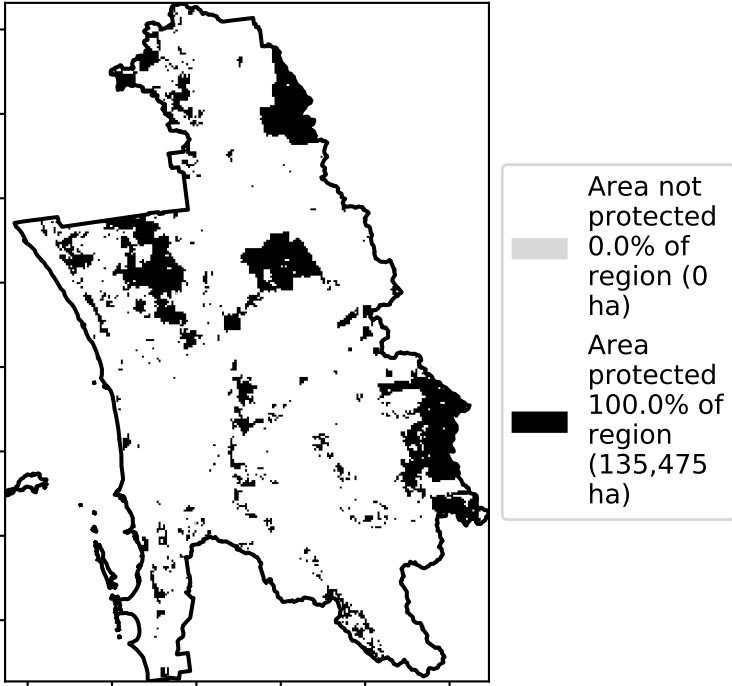 Area not
protected
0.0% of
region (0
ha)
Area
protected
100.0% of
region
(135,475
ha)